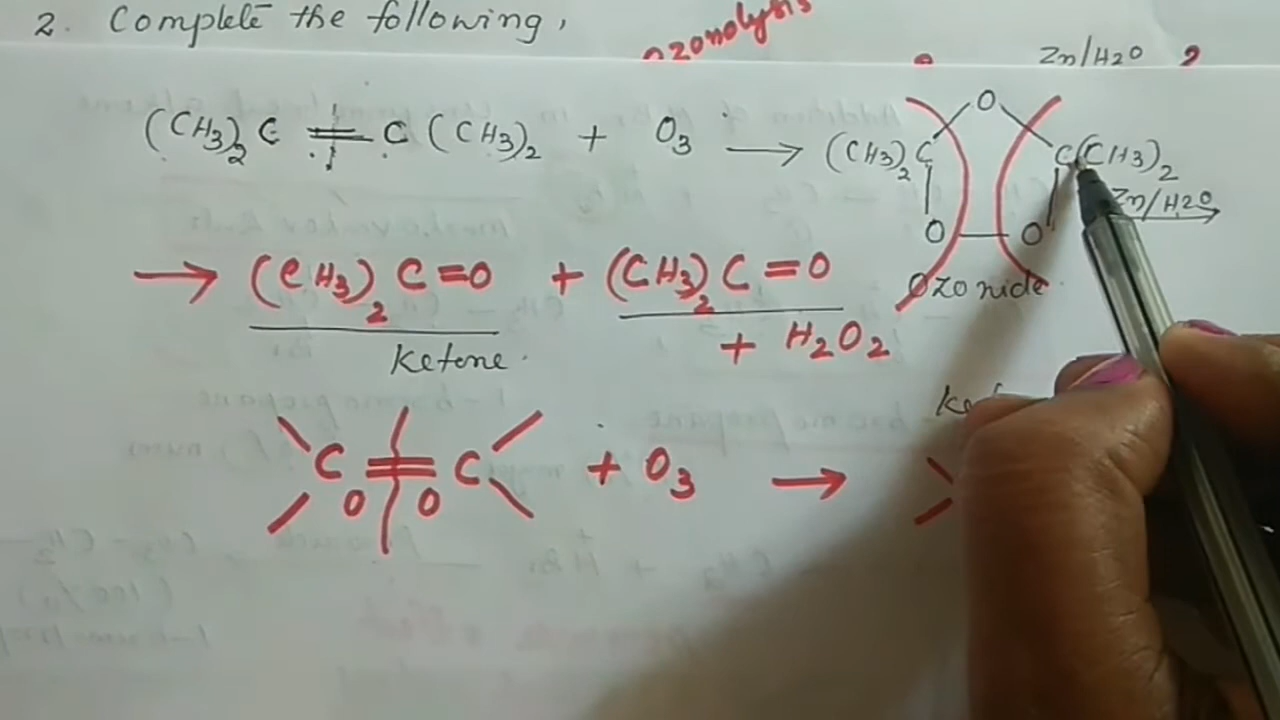 2. Complete the following,
ozonolysis
Zn/H2O ?
(CH3)2 C = C (CH3)2 + O3 → (CH3)2 C O C(CH3)2
O — O
Zn/H2O
Ozonide
→ (CH3)2 C=O + (CH3)2 C=O
ketone.
+ H2O2
C = C + O3 →
O O